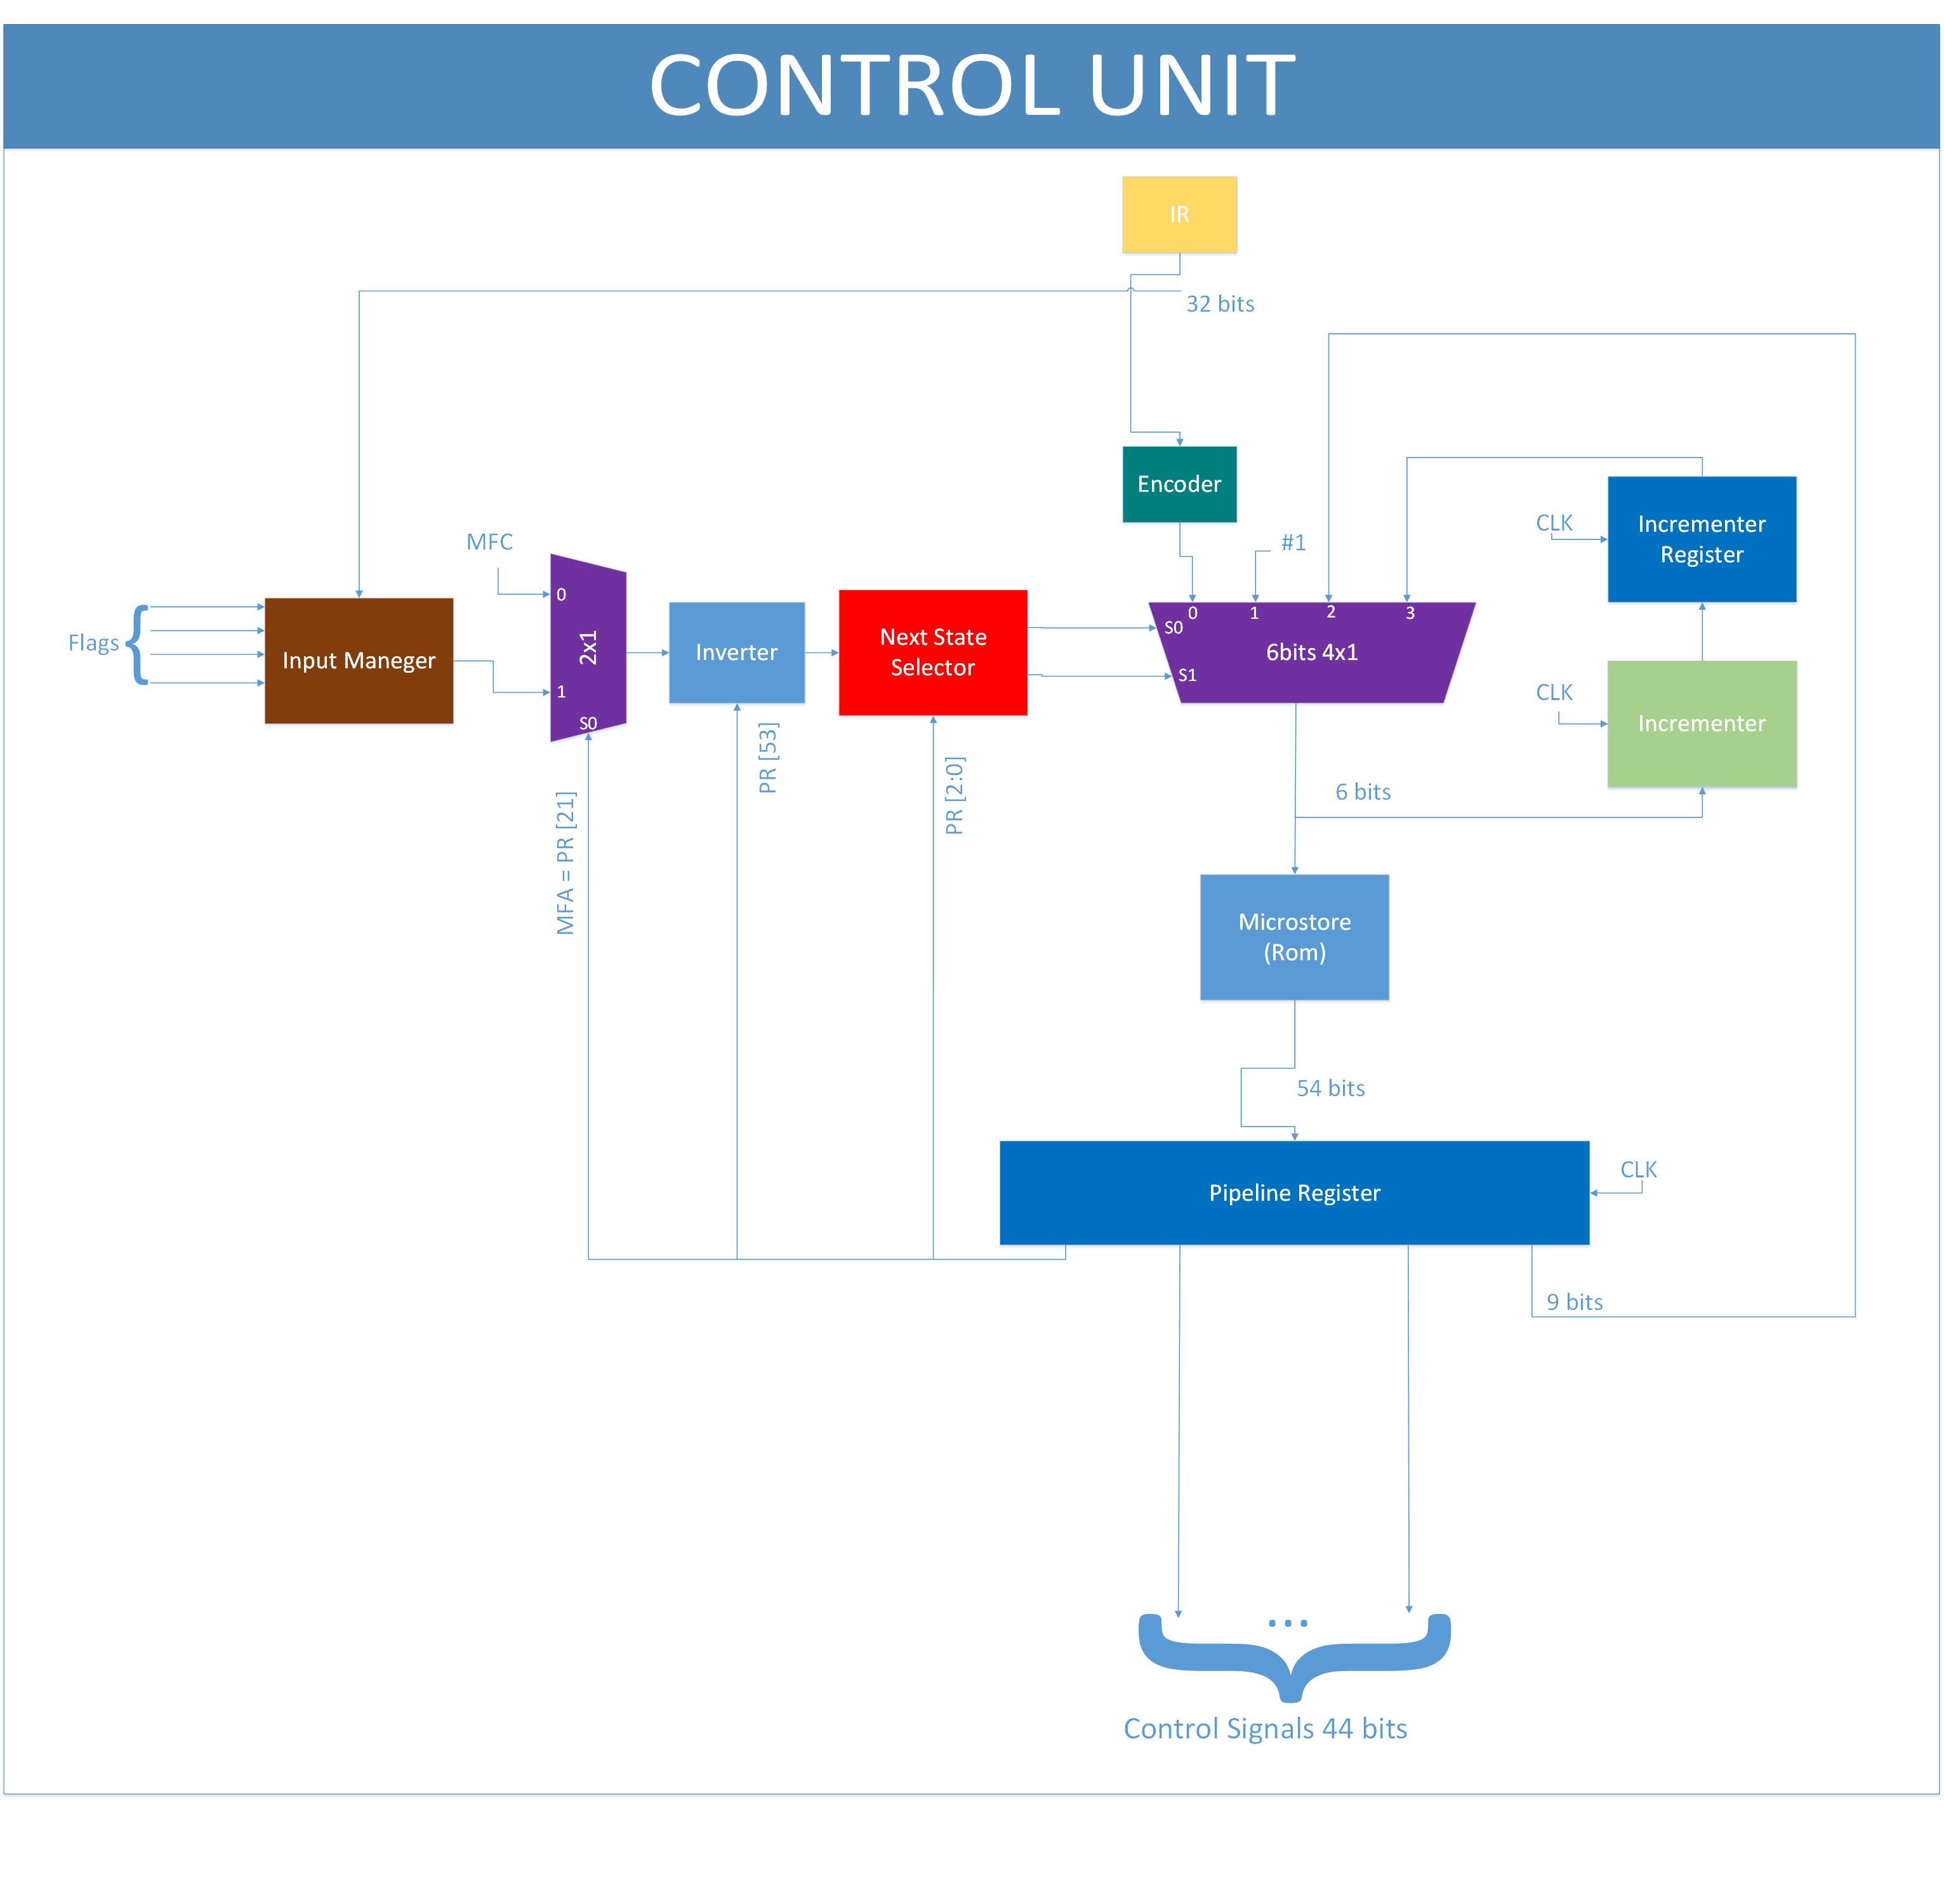 CONTROL UNIT
IR
32 bits
Encoder
CLK
Incrementer
Register
MFC
#1
0
0
1
2
3
Flags
Input Maneger
2x1
Inverter
Next State
Selector
S0
6bits 4x1
S1
1
S0
CLK
Incrementer
PR [53]
PR [2:0]
MFA = PR [21]
6 bits
Microstore
(Rom)
54 bits
Pipeline Register
CLK
9 bits
...
Control Signals 44 bits